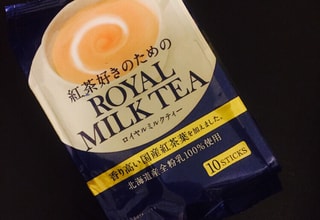 紅茶好きのための
ROYAL
MILK TEA
ロイヤルミルクティー
香り高い国産紅茶葉を加えました。
北海道産全粉乳100%使用
10 STICKS